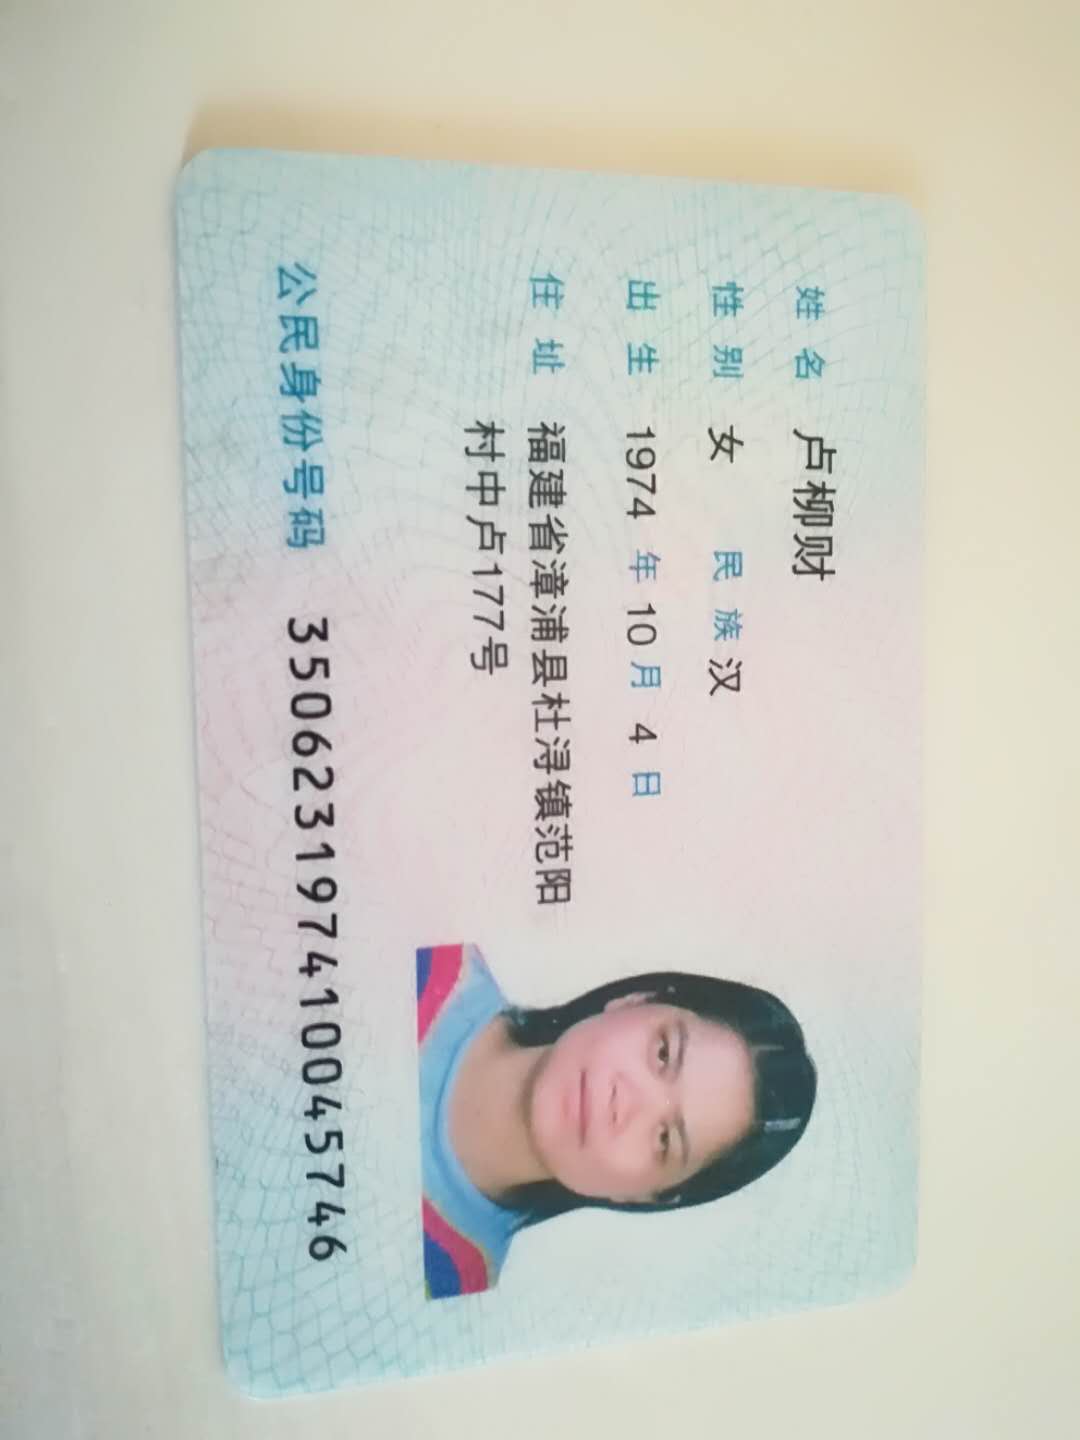 姓名 卢柳财
性别 女 民族 汉
出生 1974 年 10 月 4 日
住址 福建省漳浦县杜浔镇范阳
村中卢177号
公民身份号码 350623197410045746